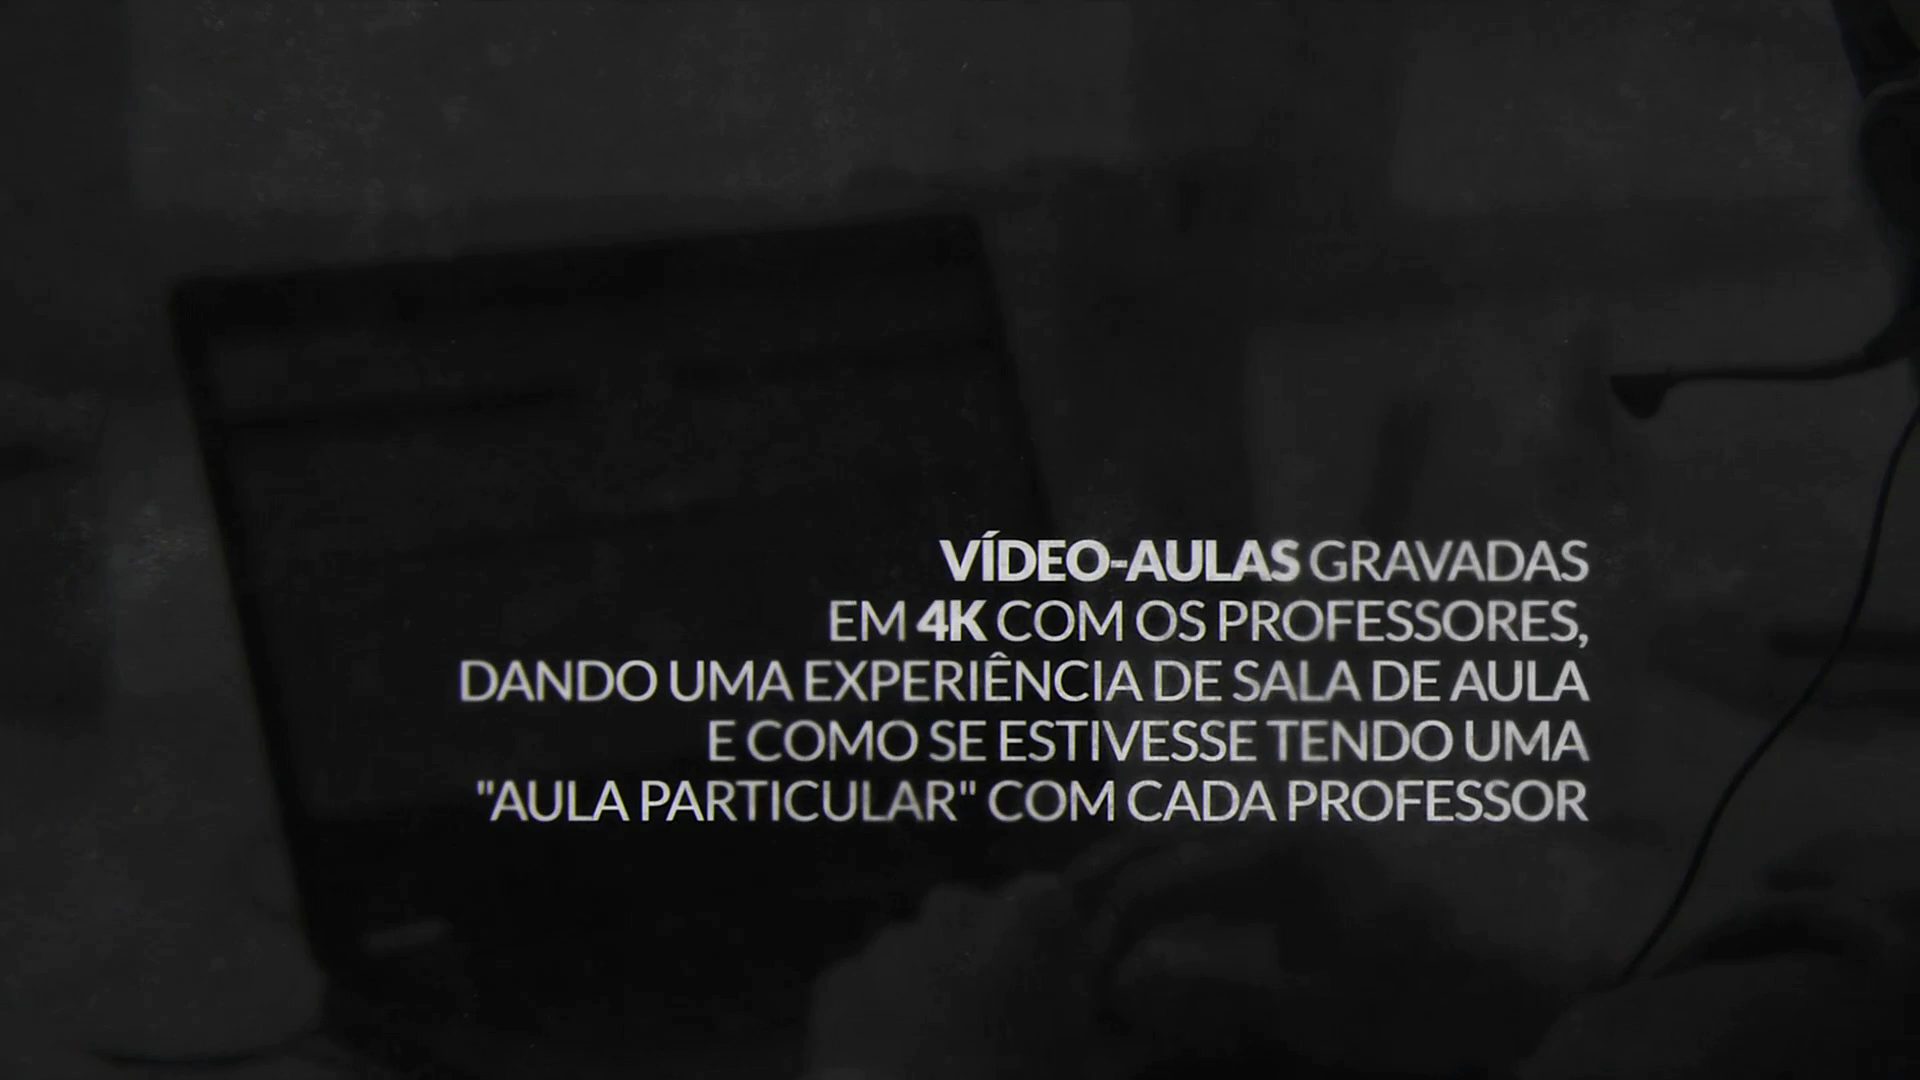 VÍDEO-AULAS GRAVADAS
EM 4K COM OS PROFESSORES,
DANDO UMA EXPERIÊNCIA DE SALA DE AULA
E COMO SE ESTIVESSE TENDO UMA
"AULA PARTICULAR" COM CADA PROFESSOR